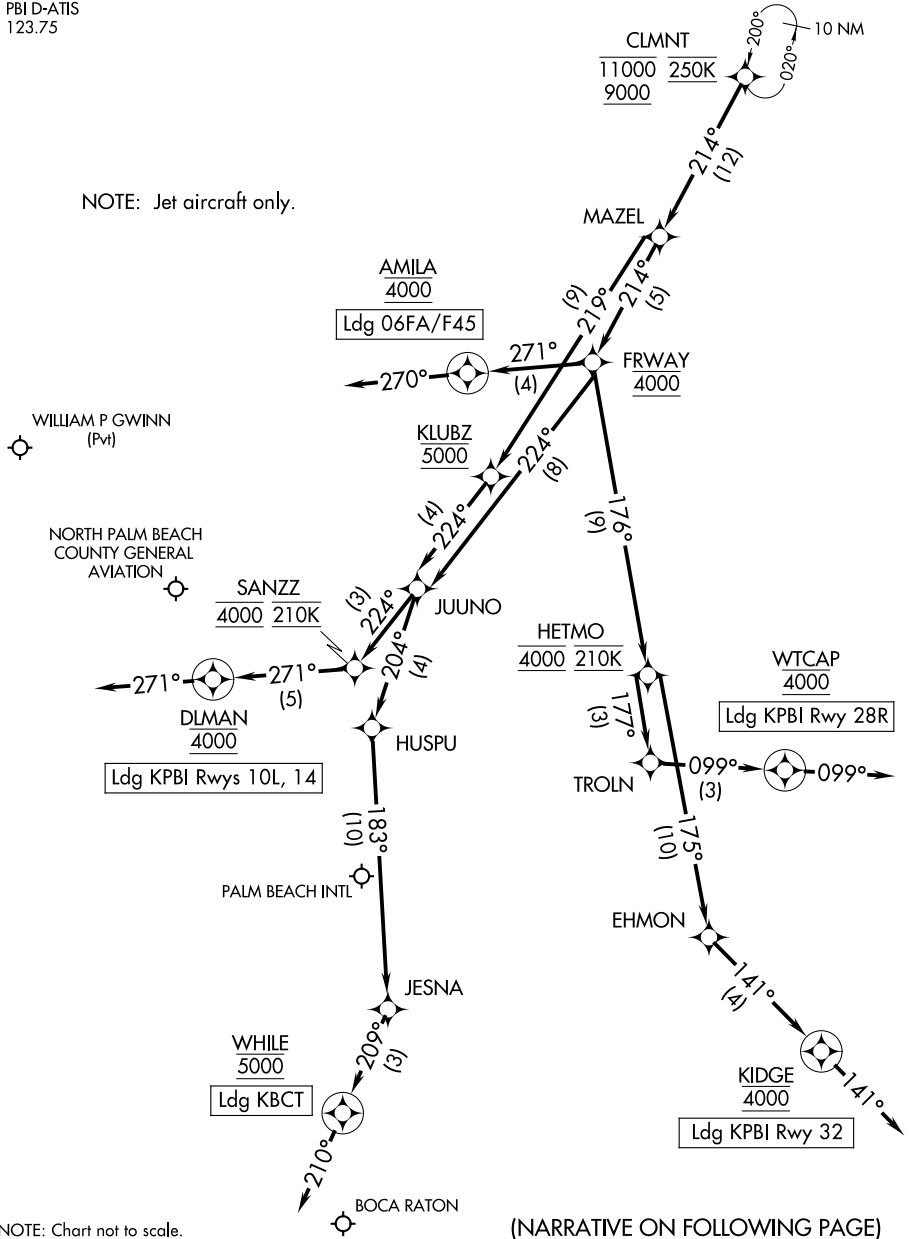 PBI D-ATIS
123.75
CLMNT
11000 250K
9000
200°
020°
10 NM
214°
(12)
NOTE: Jet aircraft only.
MAZEL
(9)
219°
214°
(5)
AMILA
4000
Ldg 06FA/F45
271°
(4)
270°
FRWAY
4000
WILLIAM P GWINN
(Pvt)
KLUBZ
5000
224°
(8)
(4)
224°
176°
(9)
NORTH PALM BEACH
COUNTY GENERAL
AVIATION
SANZZ
4000 210K
(3)
224°
JUUNO
204°
(4)
HETMO
4000 210K
WTCAP
4000
Ldg KPBI Rwy 28R
271°
271°
(5)
DLMAN
4000
Ldg KPBI Rwys 10L, 14
HUSPU
177°
(3)
TROLN
099°
(3)
099°
183°
(10)
175°
(10)
PALM BEACH INTL
EHMON
141°
(4)
JESNA
WHILE
5000
Ldg KBCT
209°
(3)
KIDGE
4000
Ldg KPBI Rwy 32
141°
210°
BOCA RATON
NOTE: Chart not to scale.
(NARRATIVE ON FOLLOWING PAGE)